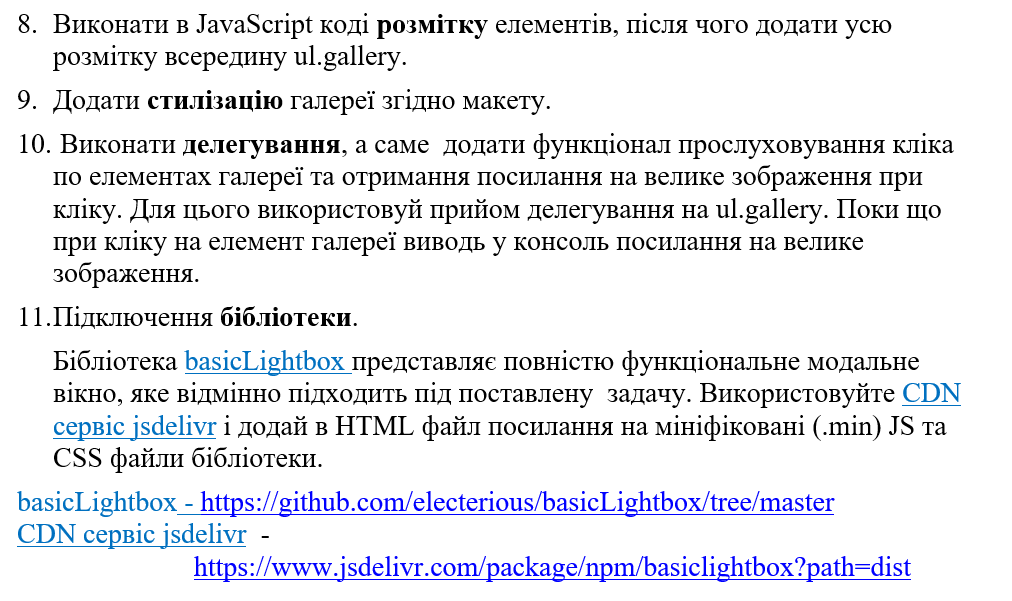 8. Виконати в JavaScript коді розмітку елементів, після чого додати усю
розмітку всередину ul.gallery.
9. Додати стилізацію галереї згідно макету.
10. Виконати делегування, а саме  додати функціонал прослуховування кліка
по елементах галереї та отримання посилання на велике зображення при
кліку. Для цього використовуй прийом делегування на ul.gallery. Поки що
при кліку на елемент галереї виводь у консоль посилання на велике
зображення.
11.Підключення бібліотеки.
Бібліотека basicLightbox представляє повністю функціональне модальне
вікно, яке відмінно підходить під поставлену  задачу. Використовуйте CDN
сервіс jsdelivr і додай в HTML файл посилання на мініфіковані (.min) JS та
CSS файли бібліотеки.
basicLightbox - https://github.com/electerious/basicLightbox/tree/master
CDN сервіс jsdelivr  -
https://www.jsdelivr.com/package/npm/basiclightbox?path=dist